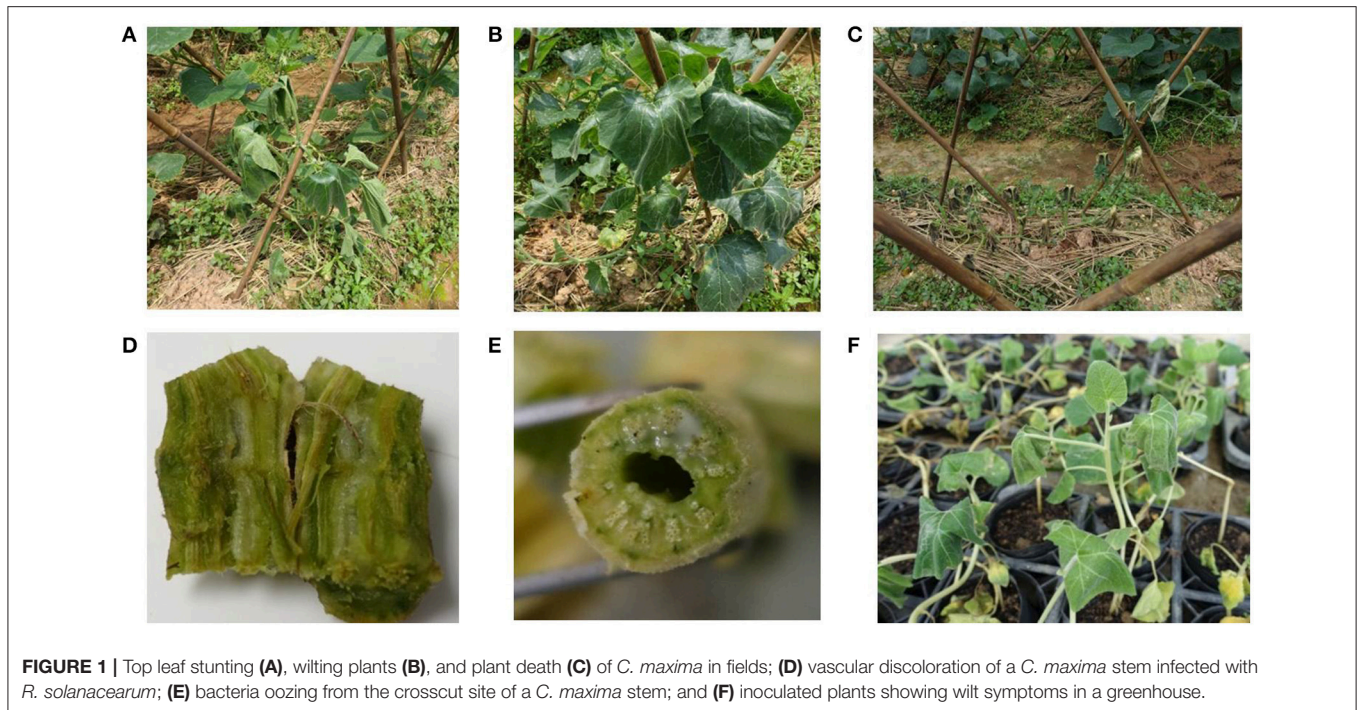 A
B
C
D
E
F
FIGURE 1 | Top leaf stunting (A), wilting plants (B), and plant death (C) of C. maxima in fields; (D) vascular discoloration of a C. maxima stem infected with
R. solanacearum; (E) bacteria oozing from the crosscut site of a C. maxima stem; and (F) inoculated plants showing wilt symptoms in a greenhouse.